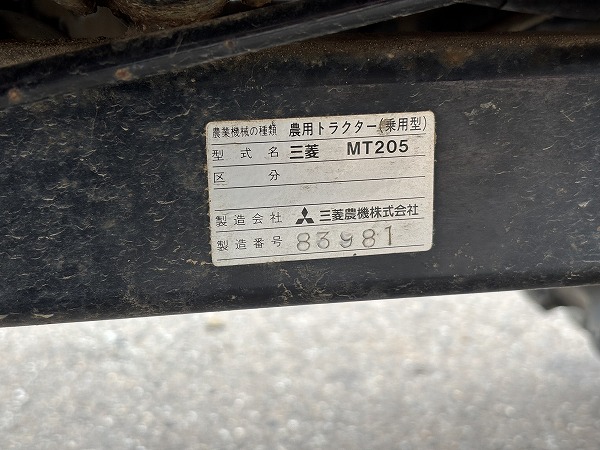 農業機械の種類 農用トラクター(乗用型)
型式名 三菱 MT205
区分
製造会社 三菱農機株式会社
製造番号 83981